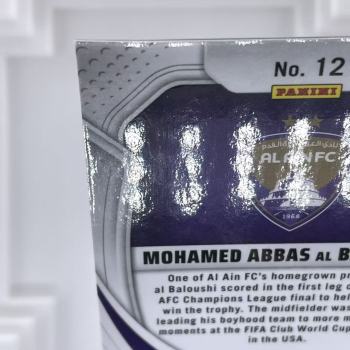 No. 12
PANINI
AL AIN FC
1968
MOHAMED ABBAS AL B
One of Al Ain FC's homegrown pr
al Baloushi scored in the first leg o
AFC Champions League final to hel
win the trophy. The midfielder was
leading his boyhood team to more m
moments at the FIFA Club World Cup
in the USA.